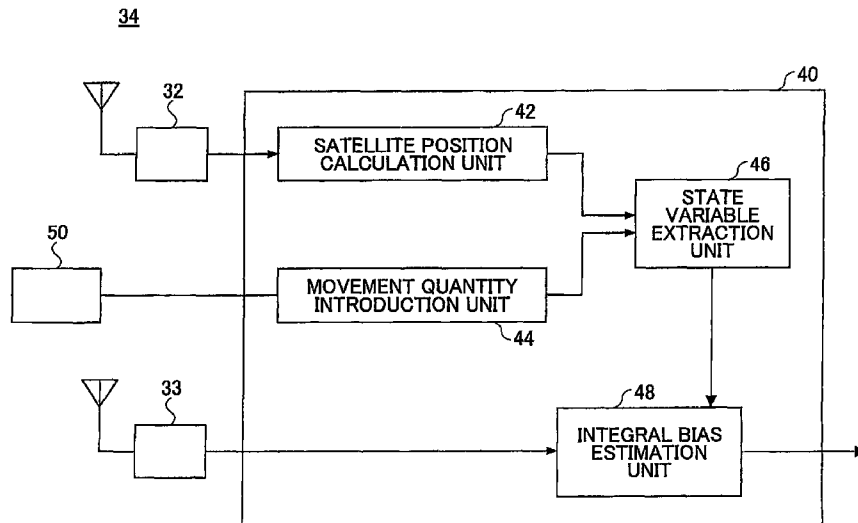 34
40
32
42
SATELLITE POSITION
CALCULATION UNIT
46
STATE
VARIABLE
EXTRACTION
UNIT
50
MOVEMENT QUANTITY
INTRODUCTION UNIT
44
33
48
INTEGRAL BIAS
ESTIMATION
UNIT